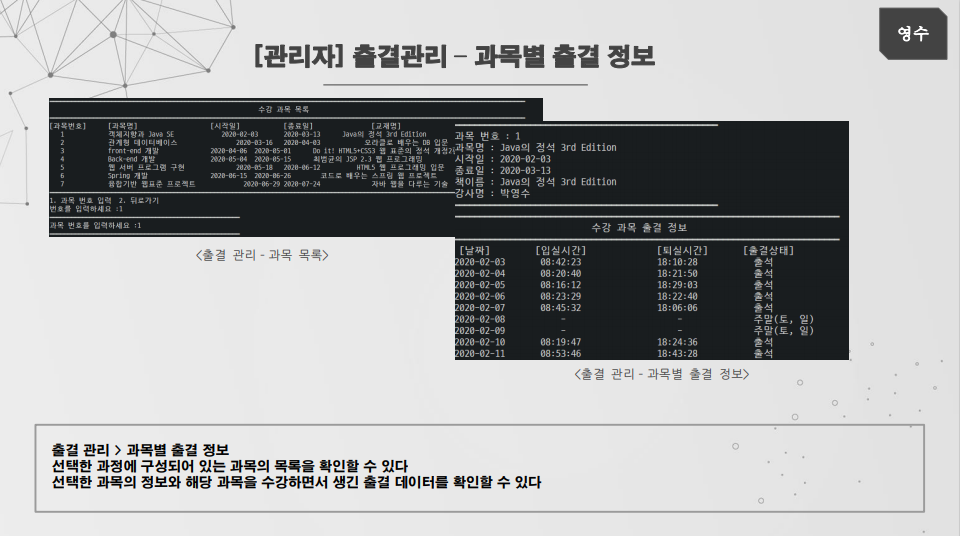 영수
[관리자] 출결관리 – 과목별 출결 정보
수강 과목 목록
[과목번호] [과목명] [시작일] [종료일] [교재명]
1 객체지향과 Java SE 2020-02-03 2020-03-13 Java의 정석 3rd Edition
2 관계형 데이터베이스 2020-03-16 2020-04-03 오라클로 배우는 DB 입문
3 front-end 개발 2020-04-06 2020-05-01 Do it! HTML5+CSS3 웹 표준의 정석 개정2
4 Back-end 개발 2020-05-04 2020-05-15 최범균의 JSP 2.3 웹 프로그래밍
5 웹 서버 프로그램 구현 2020-05-18 2020-06-12 HTML5 웹 프로그래밍 입문
6 Spring 개발 2020-06-15 2020-06-26 코드로 배우는 스프링 웹 프로젝트
7 융합기반 웹표준 프로젝트 2020-06-29 2020-07-24 자바 웹을 다루는 기술
1. 과목 번호 입력 2. 뒤로가기
번호를 입력하세요 :1
과목 번호를 입력하세요 :1
<출결 관리 - 과목 목록>
과목 번호 : 1
과목명 : Java의 정석 3rd Edition
시작일 : 2020-02-03
종료일 : 2020-03-13
책이름 : Java의 정석 3rd Edition
강사명 : 박영수
수강 과목 출결 정보
[날짜] [입실시간] [퇴실시간] [출결상태]
2020-02-03 08:42:23 18:10:28 출석
2020-02-04 08:20:40 18:21:50 출석
2020-02-05 08:16:12 18:29:03 출석
2020-02-06 08:23:29 18:22:40 출석
2020-02-07 08:45:32 18:06:06 출석
2020-02-08 - - 주말(토, 일)
2020-02-09 - - 주말(토, 일)
2020-02-10 08:19:47 18:24:36 출석
2020-02-11 08:53:46 18:43:28 출석
<출결 관리 - 과목별 출결 정보>
출결 관리 > 과목별 출결 정보
선택한 과정에 구성되어 있는 과목의 목록을 확인할 수 있다
선택한 과목의 정보와 해당 과목을 수강하면서 생긴 출결 데이터를 확인할 수 있다